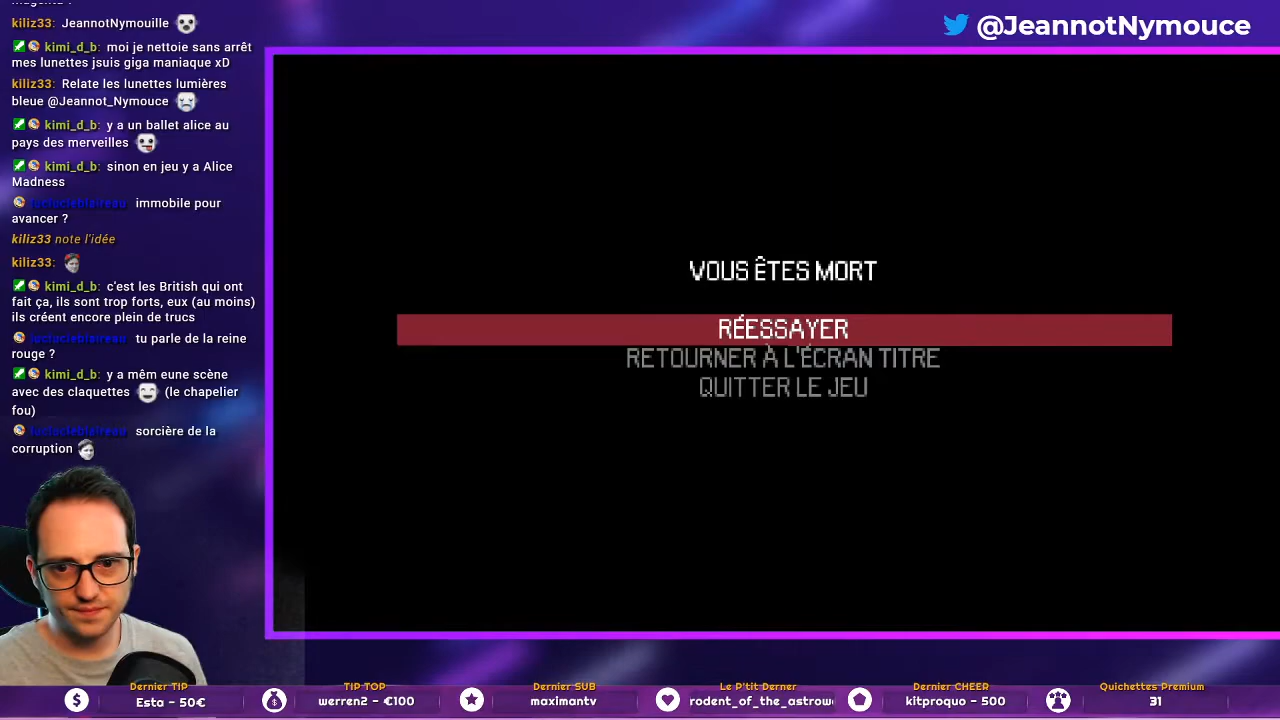 @JeannotNymouce
kiliz33: JeannotNymouille
kimi_d_b: moi je nettoie sans arrêt
mes lunettes jsuis giga maniaque xD
kiliz33: Relate les lunettes lumières
bleue @Jeannot_Nymouce
kimi_d_b: y a un ballet alice au
pays des merveilles
kimi_d_b: sinon en jeu y a Alice
Madness
immobile pour
avancer ?
kiliz33 note l'idée
kiliz33:
kimi_d_b: c'est les British qui ont
fait ça, ils sont trop forts, eux (au moins)
ils créent encore plein de trucs
tu parle de la reine
rouge ?
kimi_d_b: y a mêm eune scène
avec des claquettes (le chapelier
fou)
sorcière de la
corruption
VOUS ÊTES MORT
RÉESSAYER
RETOURNER À L'ÉCRAN TITRE
QUITTER LE JEU
Dernier TIP
Esta - 50€
TIP TOP
werren2 - €100
Dernier SUB
maximantv
Le P'tit Derner
rodent_of_the_astrow
Dernier CHEER
kitproquo - 500
Quichettes Premium
31